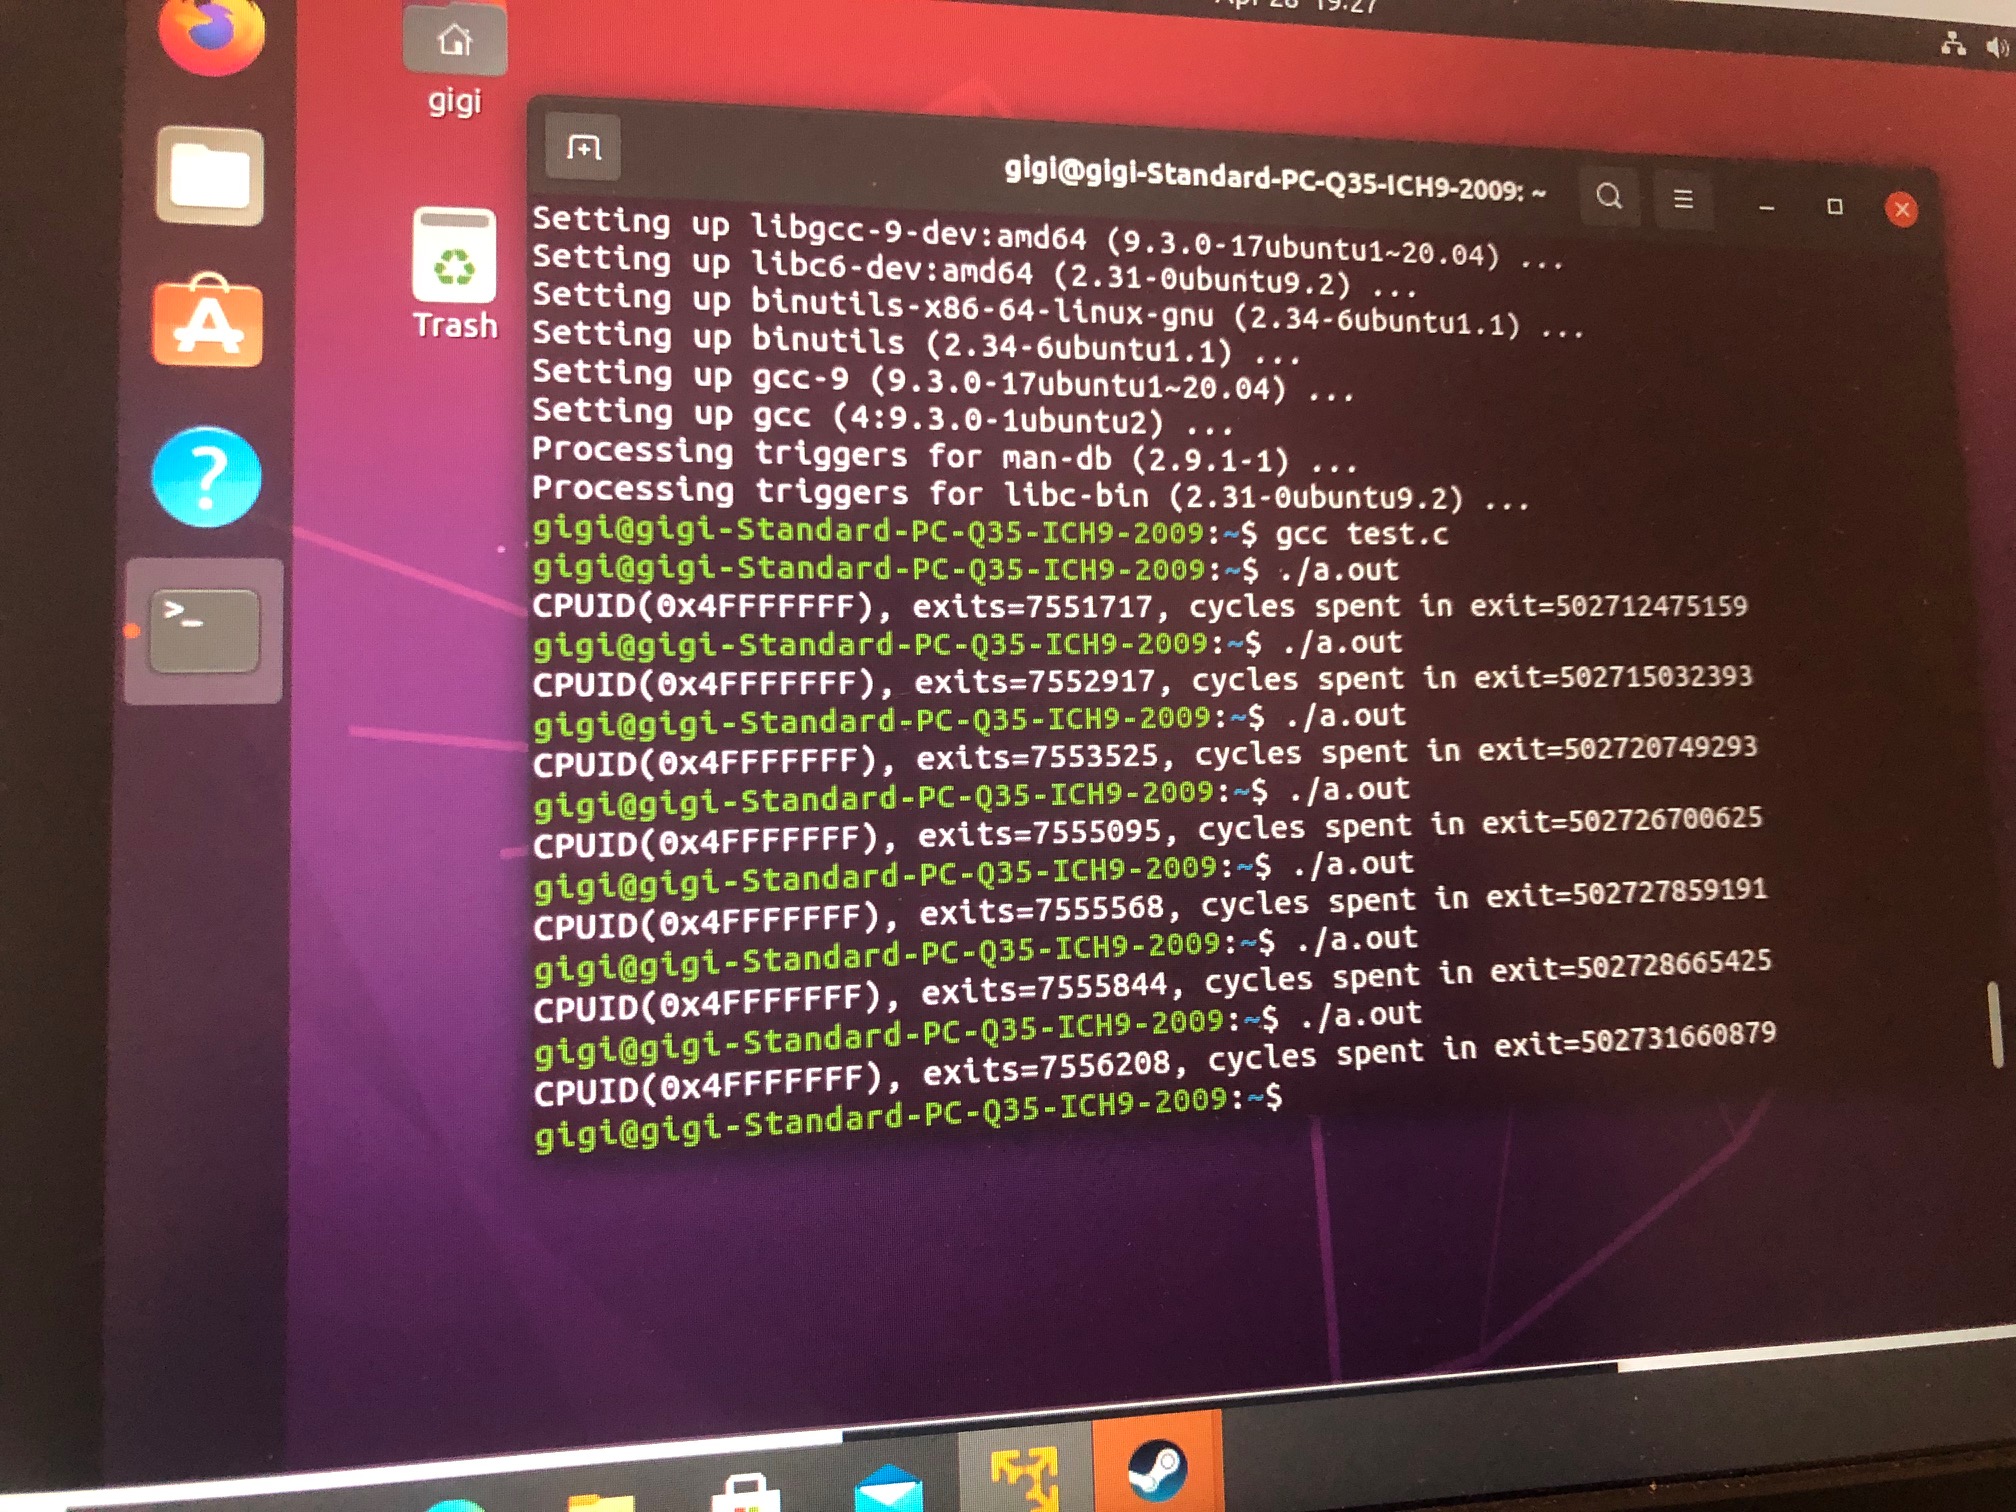 Apr 28 19:27
gigi
Trash
gigi@gigi-Standard-PC-Q35-ICH9-2009: ~
Setting up libgcc-9-dev:amd64 (9.3.0-17ubuntu1~20.04) ...
Setting up libc6-dev:amd64 (2.31-0ubuntu9.2) ...
Setting up binutils-x86-64-linux-gnu (2.34-6ubuntu1.1) ...
Setting up binutils (2.34-6ubuntu1.1) ...
Setting up gcc-9 (9.3.0-17ubuntu1~20.04) ...
Setting up gcc (4:9.3.0-1ubuntu2) ...
Processing triggers for man-db (2.9.1-1) ...
Processing triggers for libc-bin (2.31-0ubuntu9.2) ...
gigi@gigi-Standard-PC-Q35-ICH9-2009:~$ gcc test.c
gigi@gigi-Standard-PC-Q35-ICH9-2009:~$ ./a.out
CPUID(0x4FFFFFFF), exits=7551717, cycles spent in exit=502712475159
gigi@gigi-Standard-PC-Q35-ICH9-2009:~$ ./a.out
CPUID(0x4FFFFFFF), exits=7552917, cycles spent in exit=502715032393
gigi@gigi-Standard-PC-Q35-ICH9-2009:~$ ./a.out
CPUID(0x4FFFFFFF), exits=7553525, cycles spent in exit=502720749293
gigi@gigi-Standard-PC-Q35-ICH9-2009:~$ ./a.out
CPUID(0x4FFFFFFF), exits=7555095, cycles spent in exit=502726700625
gigi@gigi-Standard-PC-Q35-ICH9-2009:~$ ./a.out
CPUID(0x4FFFFFFF), exits=7555568, cycles spent in exit=502727859191
gigi@gigi-Standard-PC-Q35-ICH9-2009:~$ ./a.out
CPUID(0x4FFFFFFF), exits=7555844, cycles spent in exit=502728665425
gigi@gigi-Standard-PC-Q35-ICH9-2009:~$ ./a.out
CPUID(0x4FFFFFFF), exits=7556208, cycles spent in exit=502731660879
gigi@gigi-Standard-PC-Q35-ICH9-2009:~$